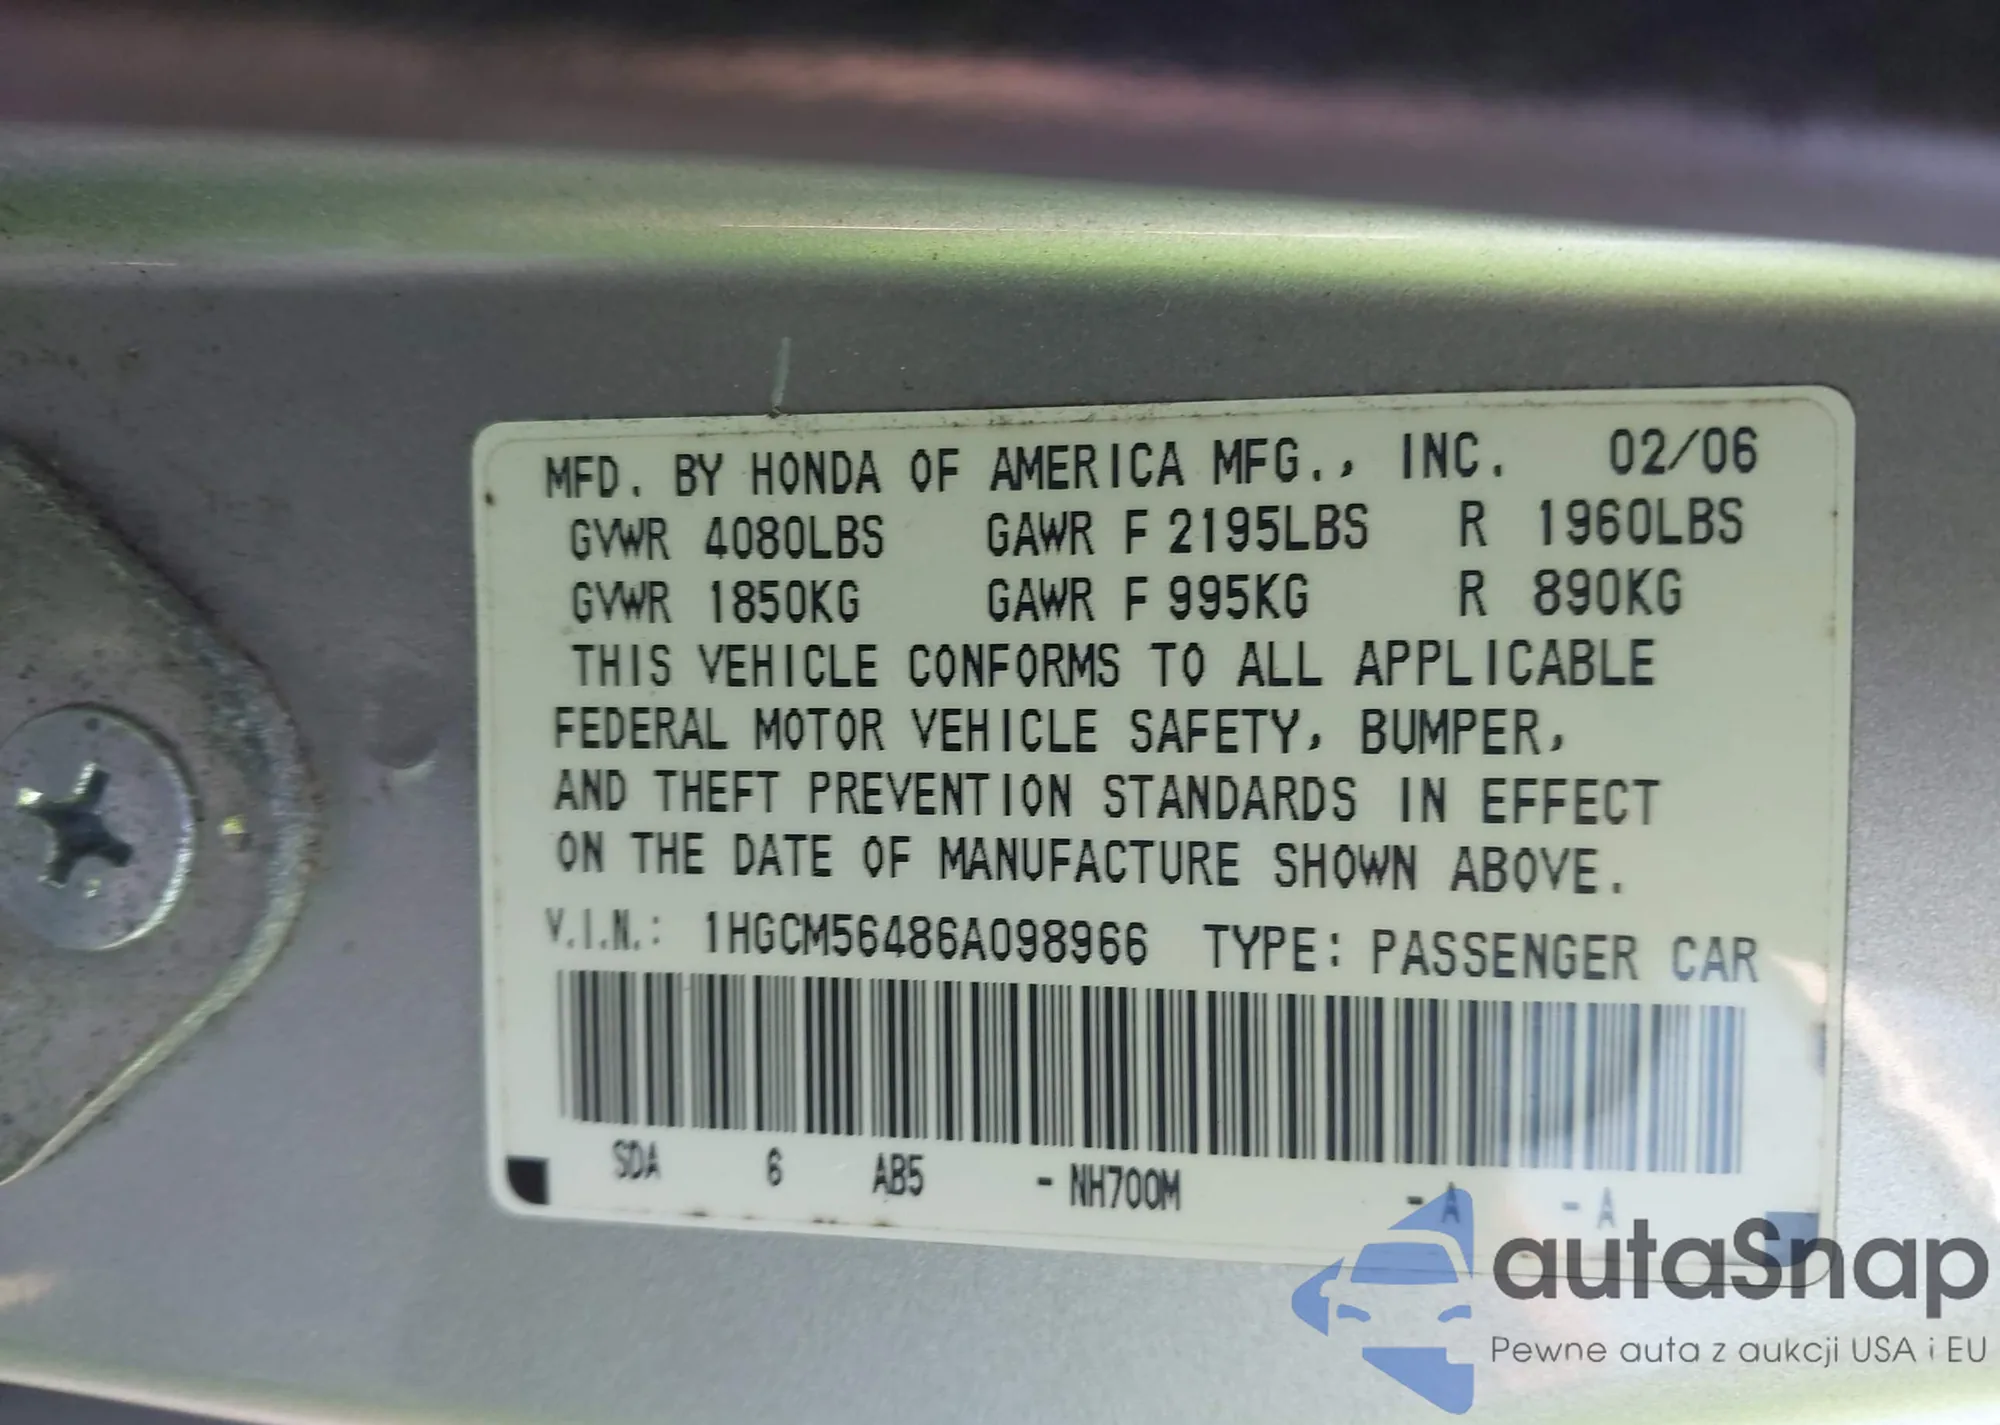 MFD. BY HONDA OF AMERICA MFG., INC. 02/06
GVWR 4080LBS GAWR F 2195LBS R 1960LBS
GVWR 1850KG GAWR F 995KG R 890KG
THIS VEHICLE CONFORMS TO ALL APPLICABLE
FEDERAL MOTOR VEHICLE SAFETY, BUMPER,
AND THEFT PREVENTION STANDARDS IN EFFECT
ON THE DATE OF MANUFACTURE SHOWN ABOVE.
V.I.N.: 1HGCM56486A098966 TYPE: PASSENGER CAR
SDA 6 AB5 - NH700M - A - A
autaSnap
Pewne auta z aukcji USA i EU